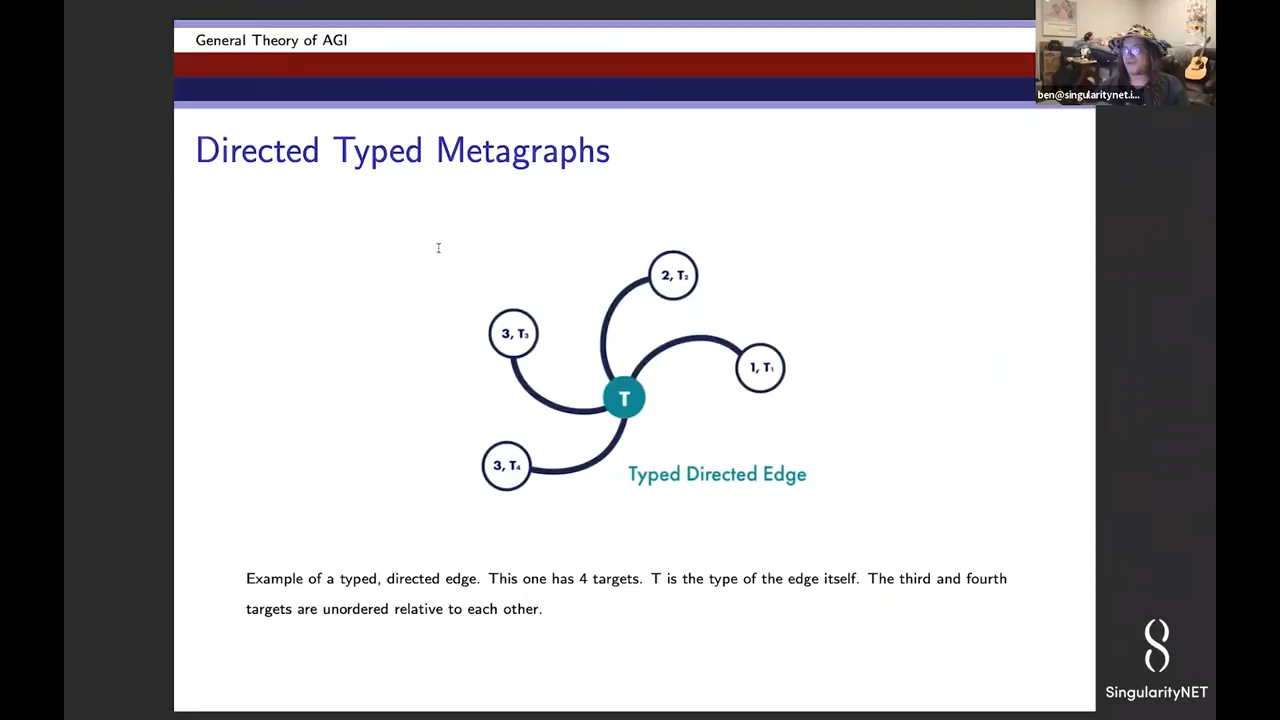 General Theory of AGI
ben@singularitynet.i...
Directed Typed Metagraphs
2, T₂
3, T₃
1, T₁
T
3, T₄
Typed Directed Edge
Example of a typed, directed edge. This one has 4 targets. T is the type of the edge itself. The third and fourth
targets are unordered relative to each other.
SingularityNET